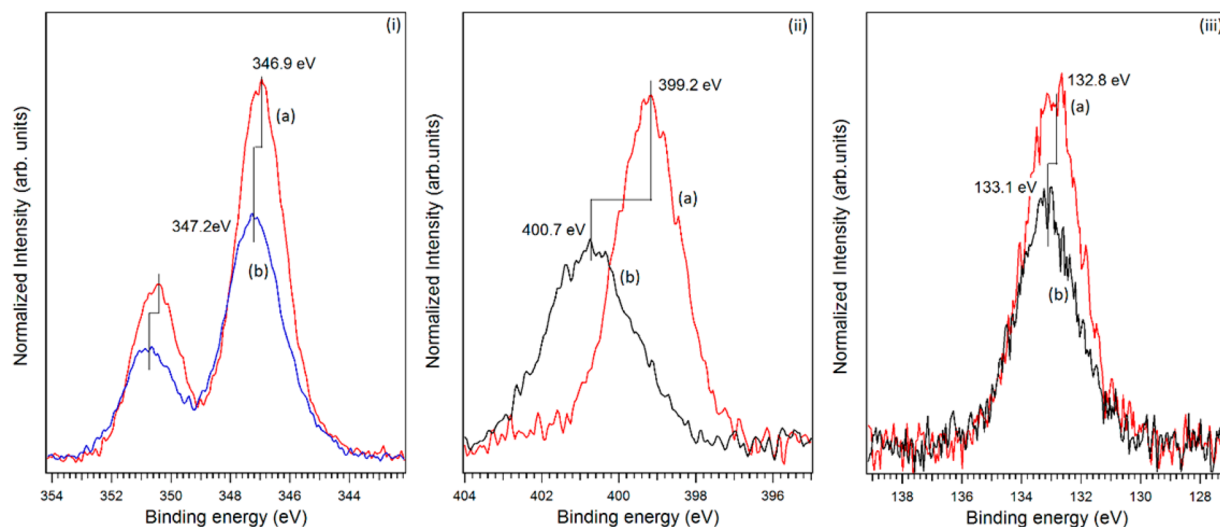 (i)
346.9 eV
(a)
347.2eV
(b)
Normalized Intensity (arb. units)
354 352 350 348 346 344
Binding energy (eV)
(ii)
399.2 eV
(a)
400.7 eV
(b)
Normalized Intensity (arb.units)
404 402 400 398 396
Binding energy (eV)
(iii)
132.8 eV
(a)
133.1 eV
(b)
Normalized Intensity (arb.units)
138 136 134 132 130 128
Binding energy (eV)